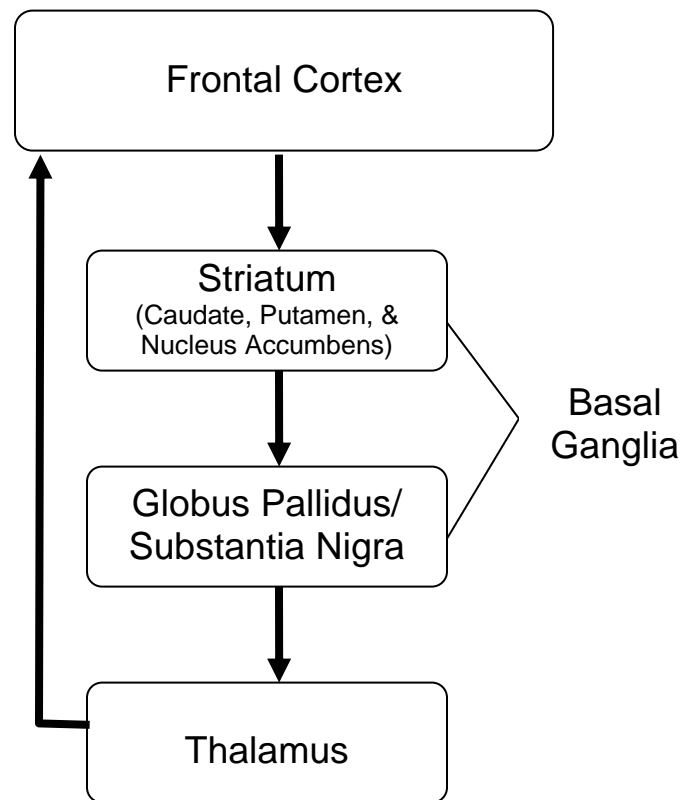 Frontal Cortex
Striatum
(Caudate, Putamen, &
Nucleus Accumbens)
Basal
Ganglia
Globus Pallidus/
Substantia Nigra
Thalamus